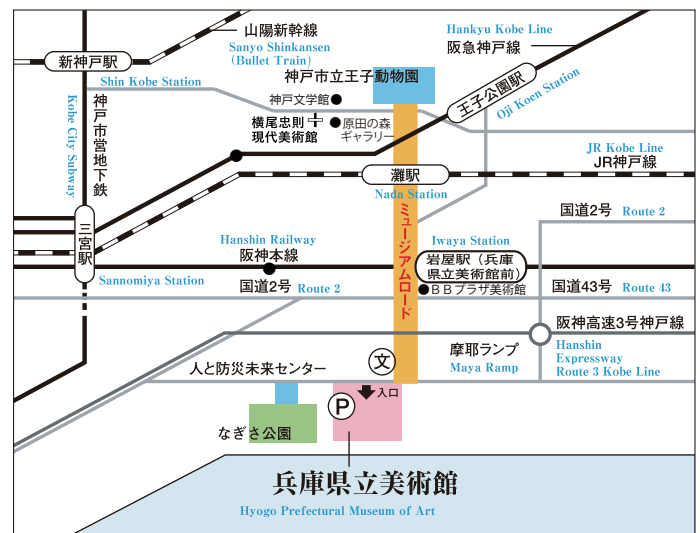 山陽新幹線
Sanyo Shinkansen
(Bullet Train)
Hankyu Kobe Line
阪急神戸線
新神戸駅
Shin Kobe Station
神戸市立王子動物園
王子公園駅
Oji Koen Station
神戸文学館
横尾忠則
現代美術館
原田の森
ギャラリー
神戸市営地下鉄
Kobe City Subway
JR Kobe Line
JR神戸線
灘駅
Nada Station
ミュージアムロード
三宮駅
Sannomiya Station
Hanshin Railway
阪神本線
国道2号 Route 2
Iwaya Station
岩屋駅(兵庫
県立美術館前)
BBプラザ美術館
国道2号 Route 2
国道43号 Route 43
阪神高速3号神戸線
Hanshin
Expressway
Route 3 Kobe Line
摩耶ランプ
Maya Ramp
文
人と防災未来センター
入口
P
なぎさ公園
兵庫県立美術館
Hyogo Prefectural Museum of Art